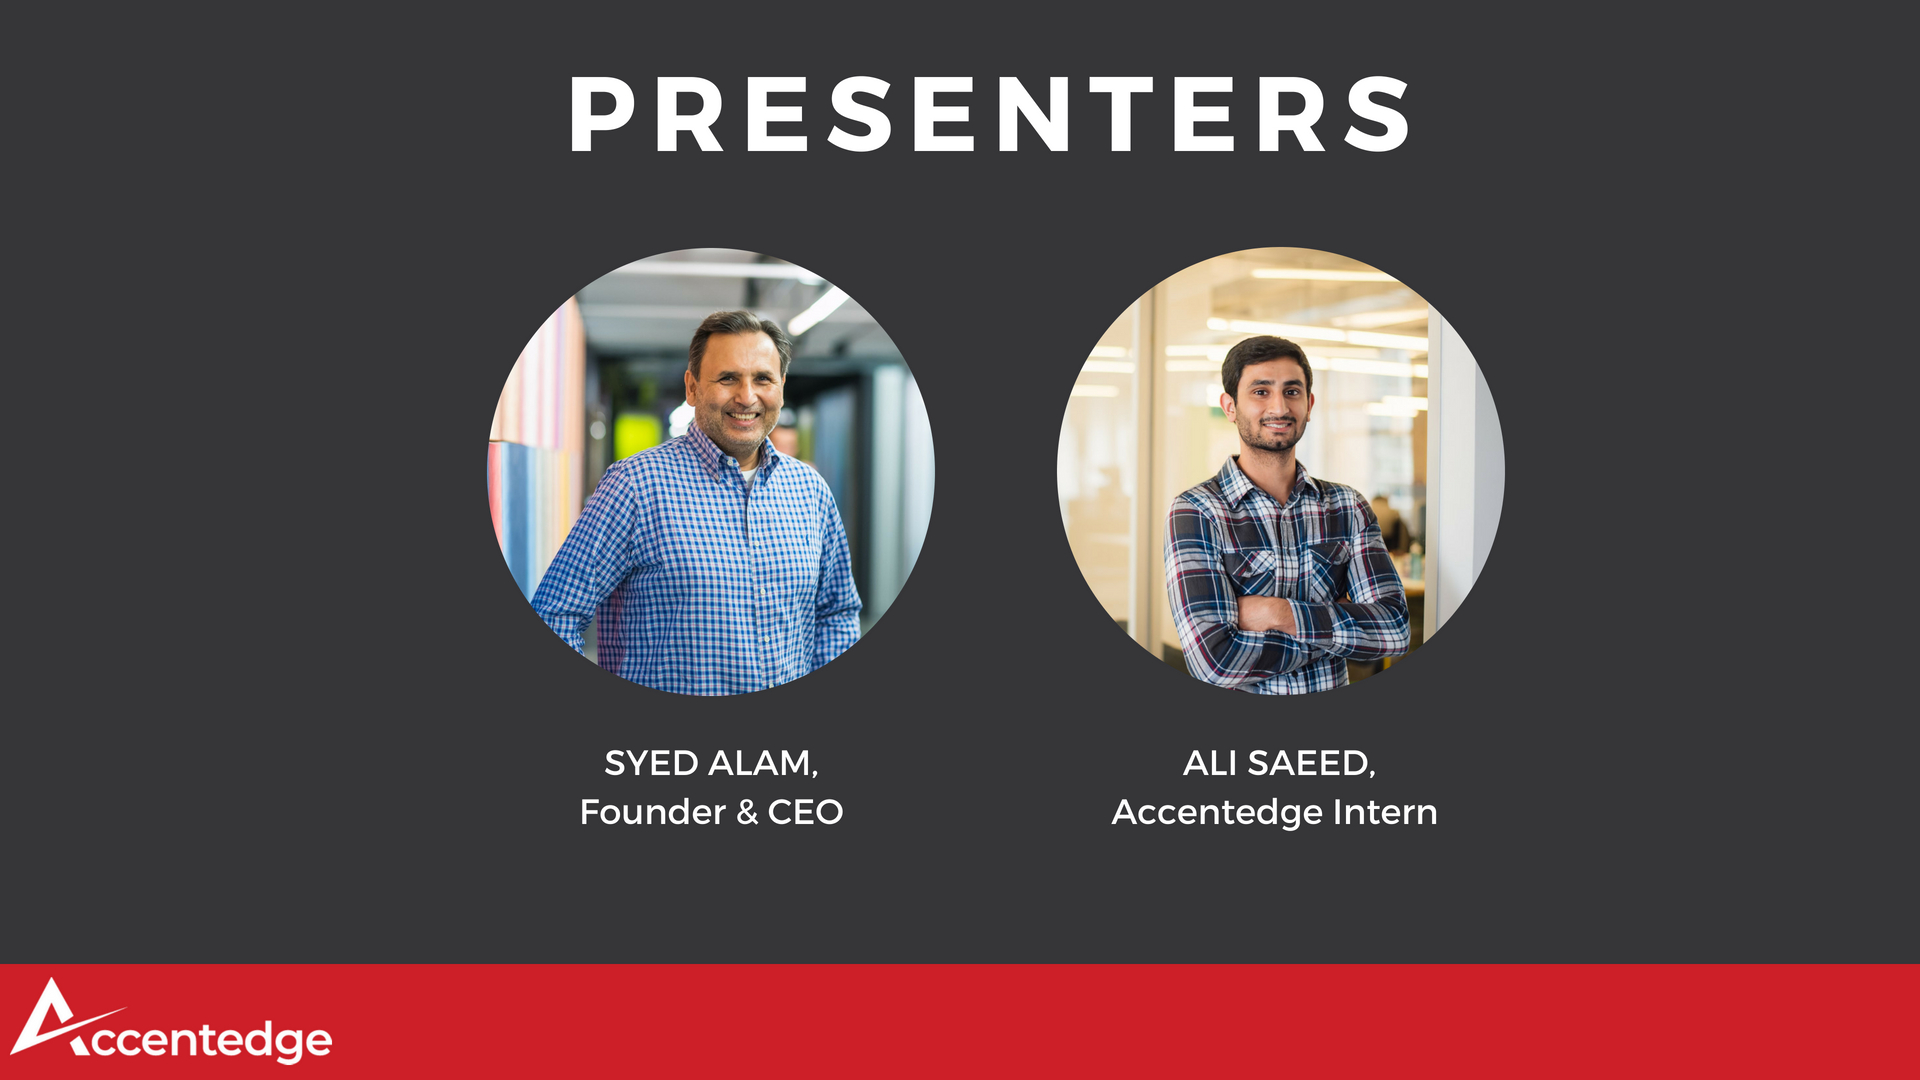 PRESENTERS
SYED ALAM,
Founder & CEO
ALI SAEED,
Accentedge Intern
Accentedge